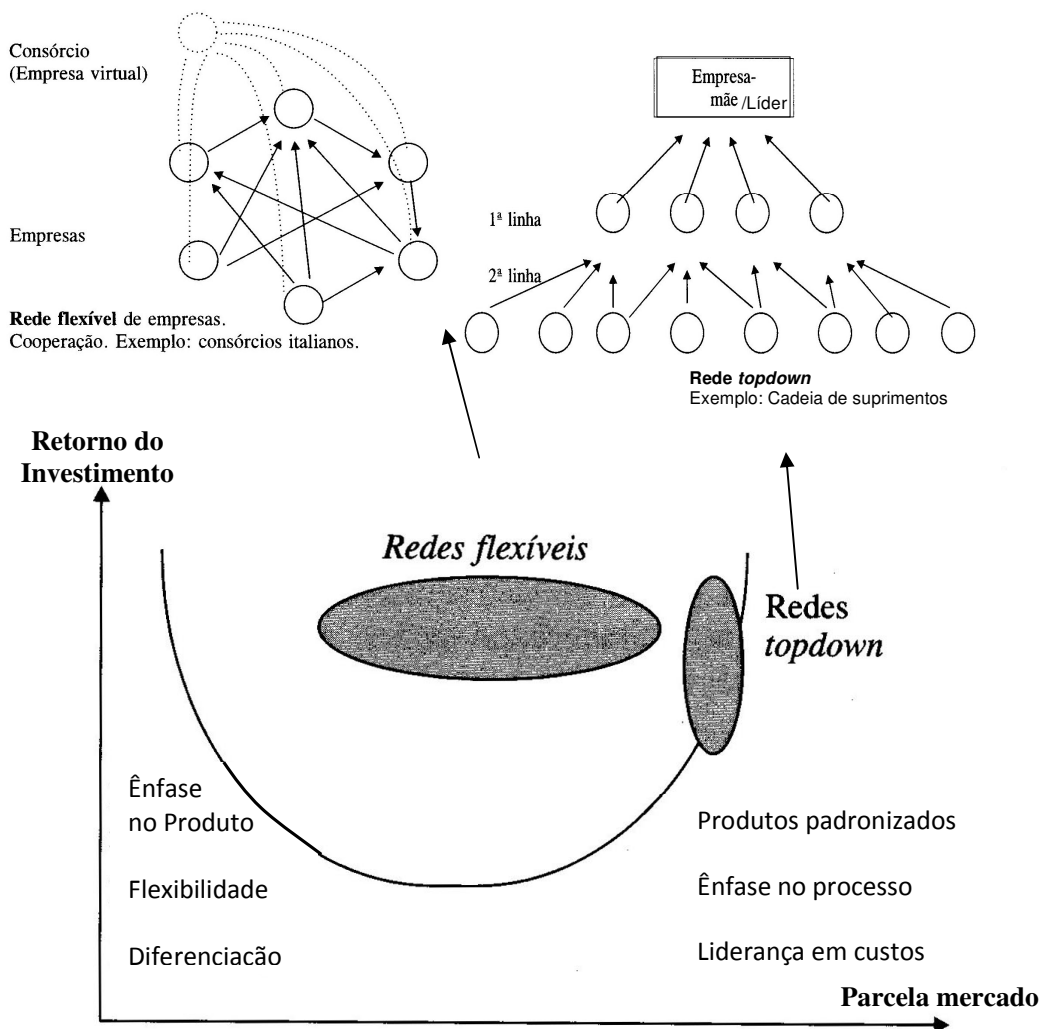 Consórcio
(Empresa virtual)
Empresas
Rede flexível de empresas.
Cooperação. Exemplo: consórcios italianos.
Empresa-
mãe /Líder
1ª linha
2ª linha
Rede topdown
Exemplo: Cadeia de suprimentos
Retorno do
Investimento
Redes flexíveis
Redes
topdown
Ênfase
no Produto
Flexibilidade
Diferenciacão
Produtos padronizados
Ênfase no processo
Liderança em custos
Parcela mercado